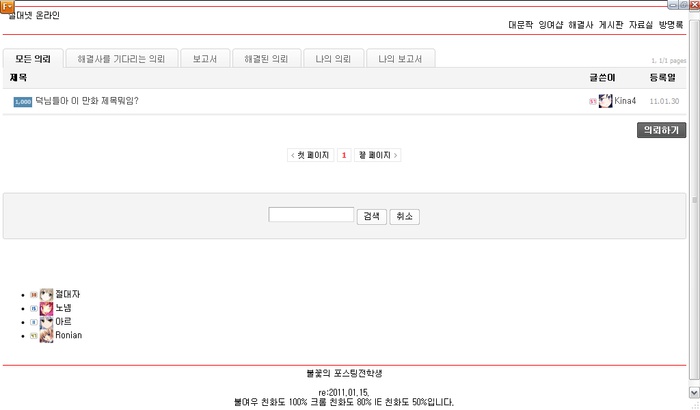 절대넷 온라인
대문짝 잉여샵 해결사 게시판 자료실 방명록
모든 의뢰 해결사를 기다리는 의뢰 보고서 해결된 의뢰 나의 의뢰 나의 보고서
1, 1/1 pages
제목 글쓴이 등록일
1,000 덕님들아 이 만화 제목뭐임? Kina4 11.01.30
의뢰하기
첫 페이지 1 끝 페이지
검색 취소
절대자
노넴
아르
Ronian
불꽃의 포스팅전학생
re:2011.01.15.
불여우 친화도 100% 크롬 친화도 80% IE 친화도 50%입니다.